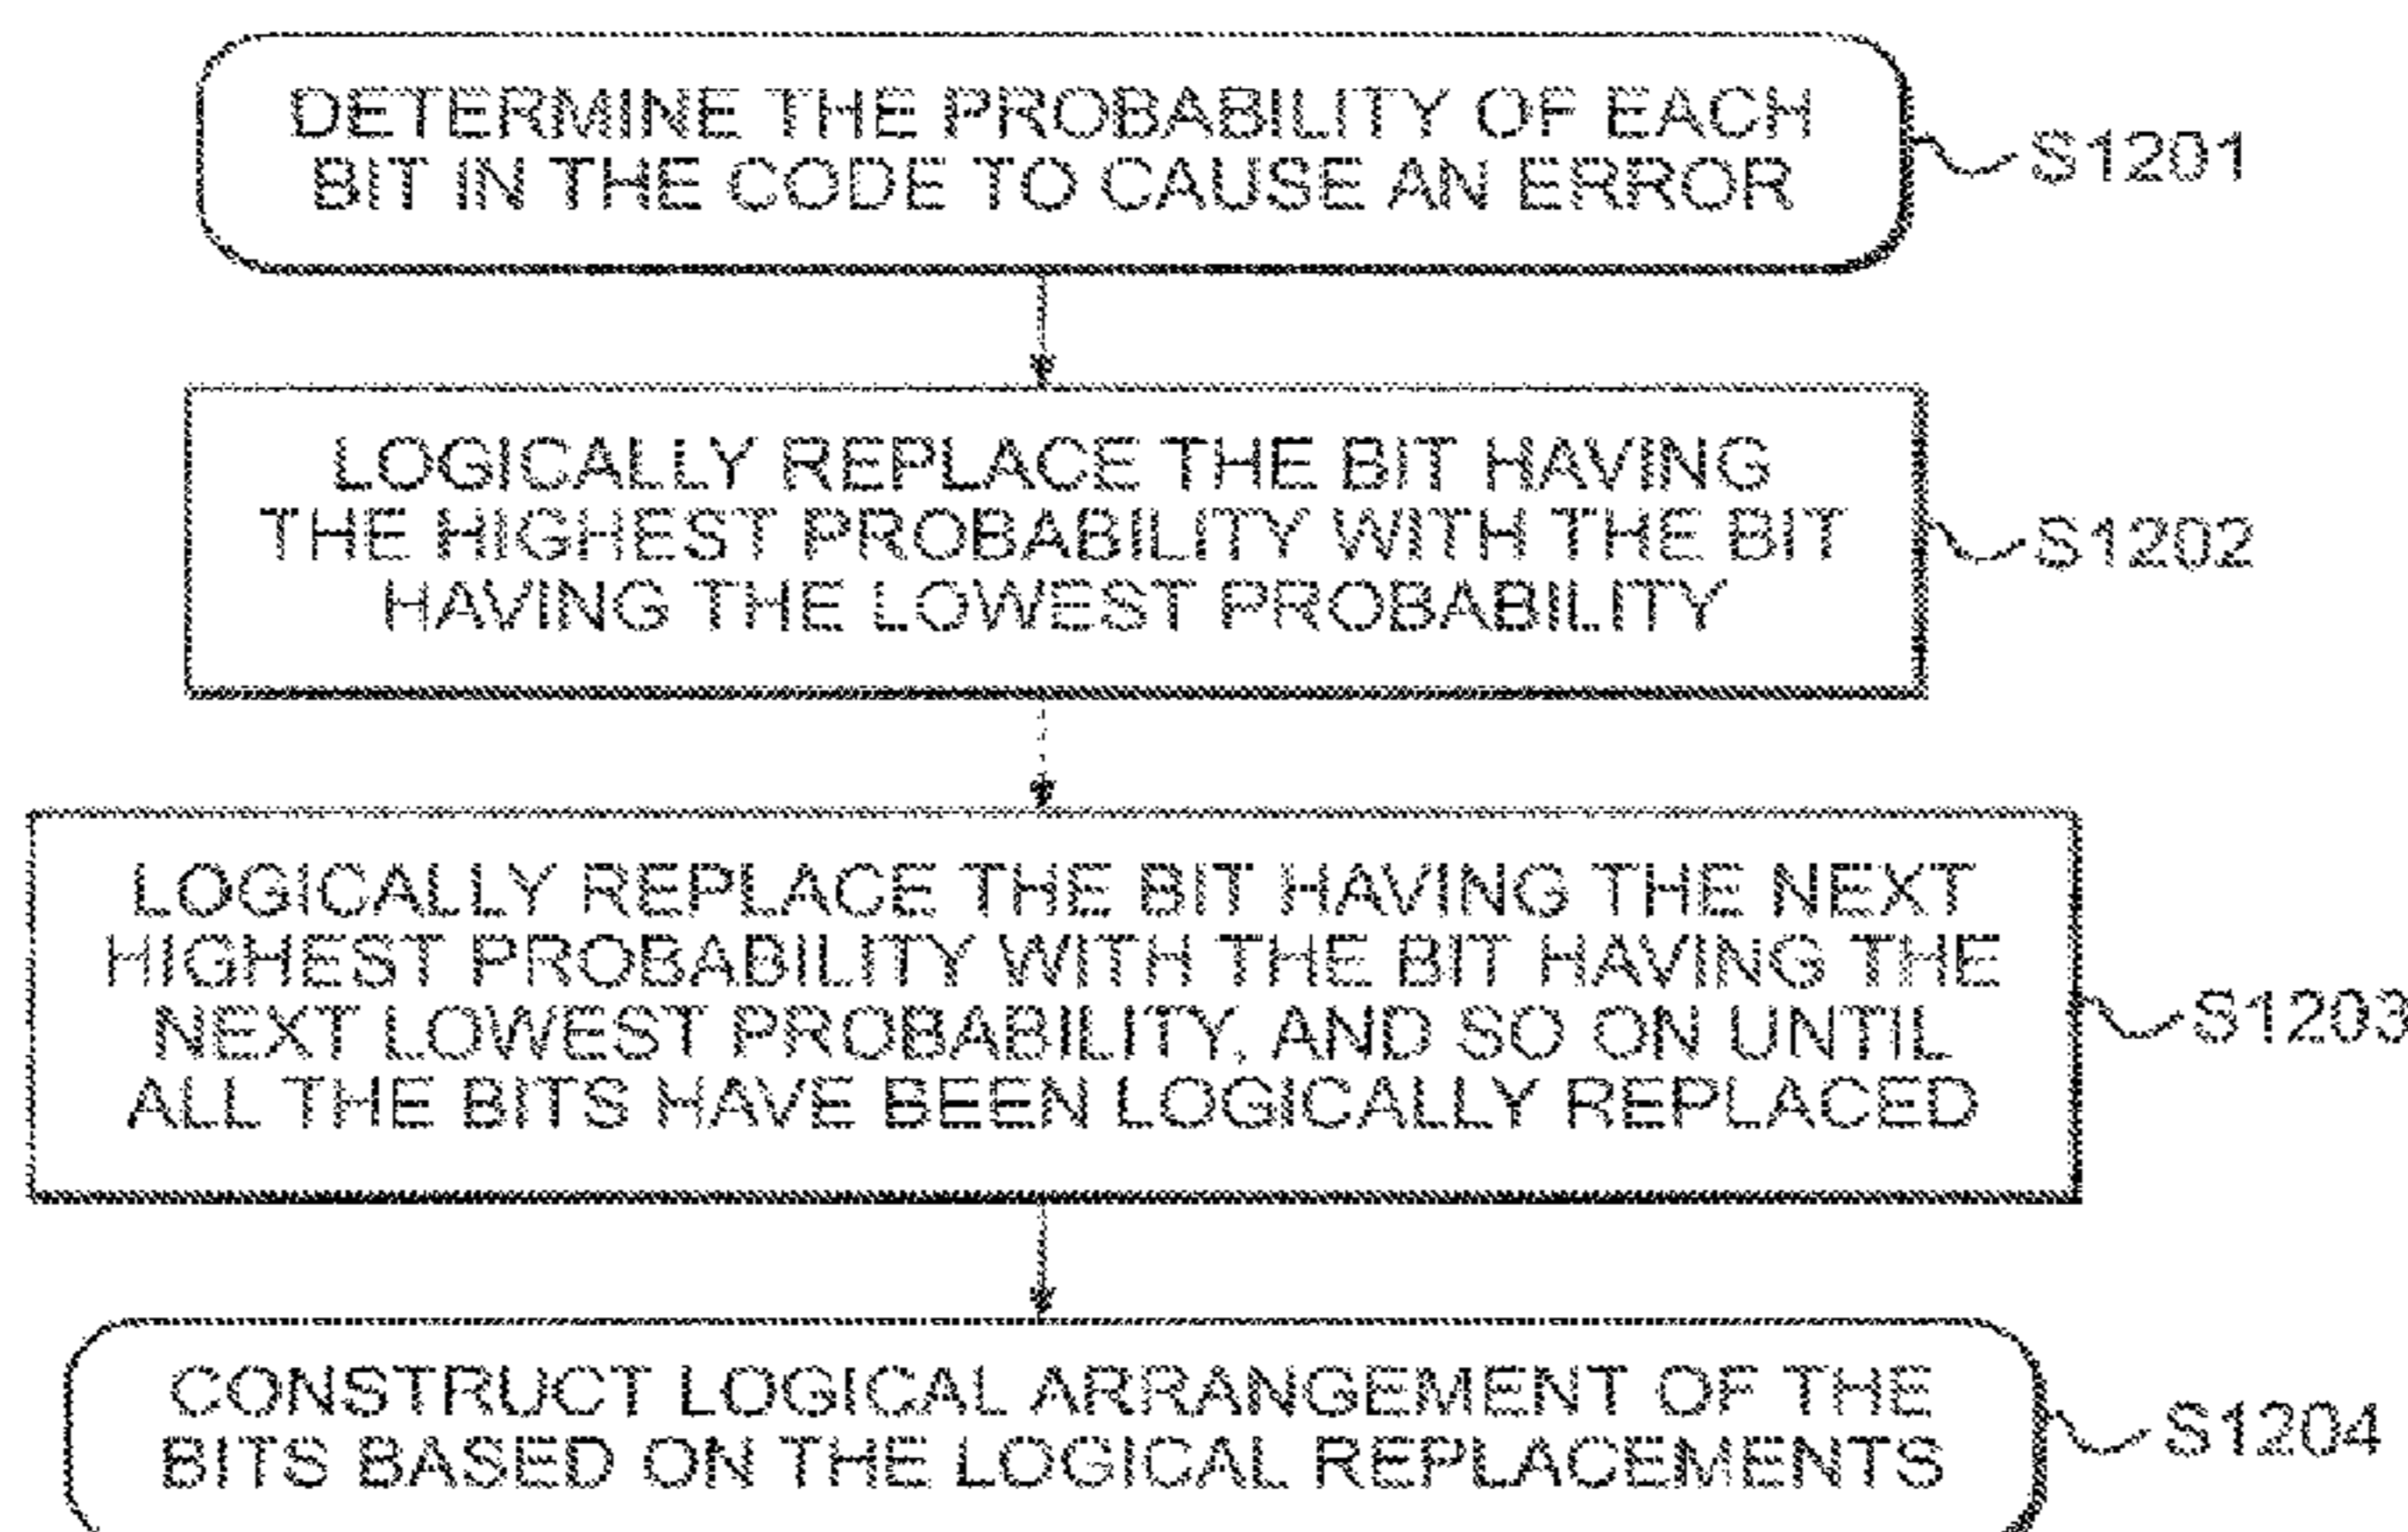 DETERMINE THE PROBABILITY OF EACH
BIT IN THE CODE TO CAUSE AN ERROR
S1201
LOGICALLY REPLACE THE BIT HAVING
THE HIGHEST PROBABILITY WITH THE BIT
HAVING THE LOWEST PROBABILITY
S1202
LOGICALLY REPLACE THE BIT HAVING THE NEXT
HIGHEST PROBABILITY WITH THE BIT HAVING THE
NEXT LOWEST PROBABILITY, AND SO ON UNTIL
ALL THE BITS HAVE BEEN LOGICALLY REPLACED
S1203
CONSTRUCT LOGICAL ARRANGEMENT OF THE
BITS BASED ON THE LOGICAL REPLACEMENTS
S1204